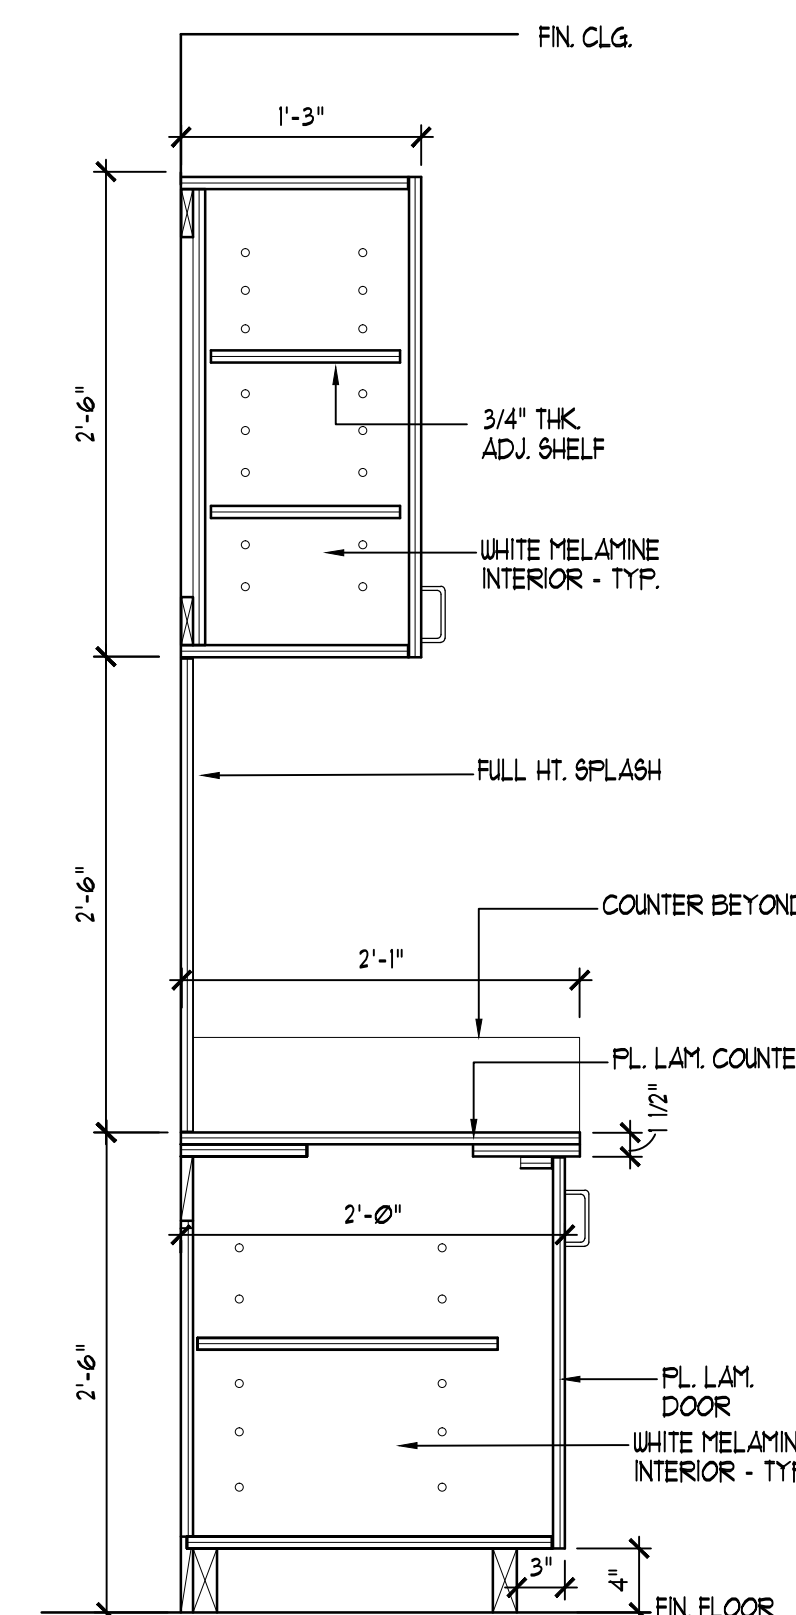 FIN. CLG.
1'-3"
2'-6"
3/4" THK.
ADJ. SHELF
WHITE MELAMINE
INTERIOR - TYP.
FULL HT. SPLASH
2'-6"
COUNTER BEYOND
2'-1"
PL. LAM. COUNTE
1 1/2"
2'-0"
2'-6"
PL. LAM.
DOOR
WHITE MELAMIN
INTERIOR - TYP
3"
4"
FIN. FLOOR